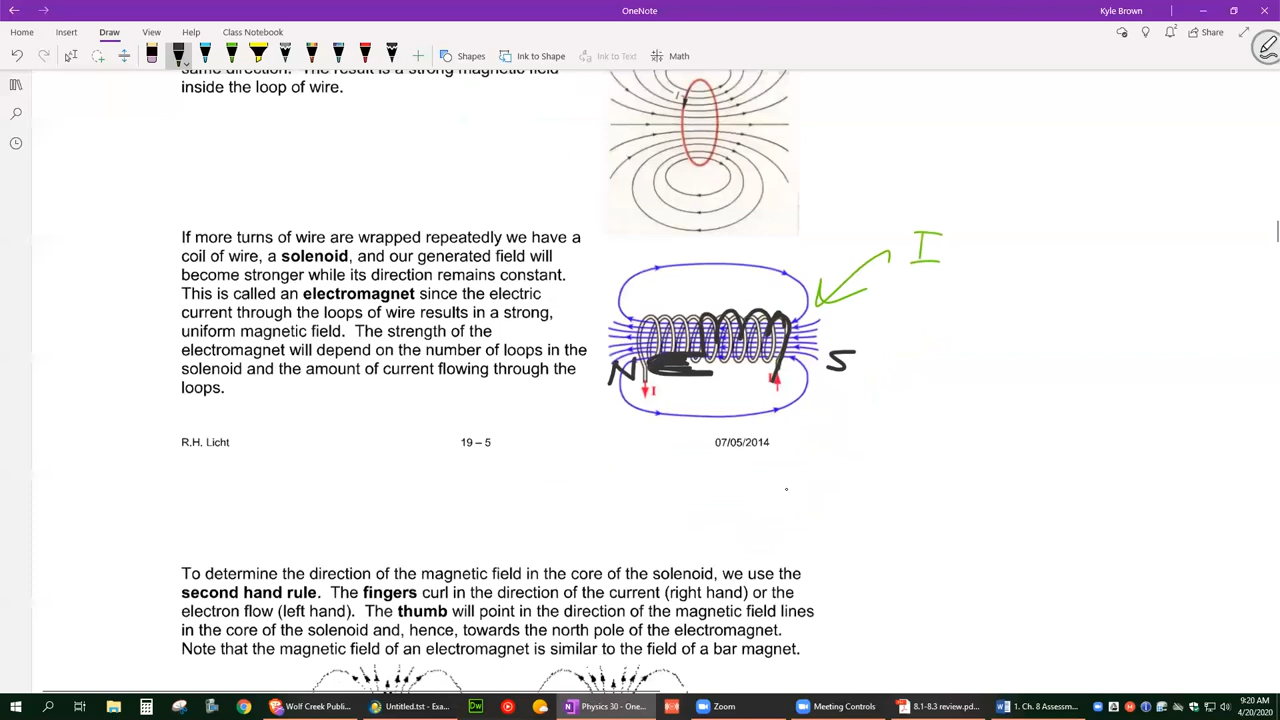 OneNote
Kyle Brown
Home Insert Draw View Help Class Notebook
Share
Shapes Ink to Shape Ink to Text Math
same direction. The result is a strong magnetic field
inside the loop of wire.
I
If more turns of wire are wrapped repeatedly we have a
coil of wire, a solenoid, and our generated field will
become stronger while its direction remains constant.
This is called an electromagnet since the electric
current through the loops of wire results in a strong,
uniform magnetic field. The strength of the
electromagnet will depend on the number of loops in the
solenoid and the amount of current flowing through the
loops.
I
N
S
I
I
R.H. Licht 19 – 5 07/05/2014
To determine the direction of the magnetic field in the core of the solenoid, we use the
second hand rule. The fingers curl in the direction of the current (right hand) or the
electron flow (left hand). The thumb will point in the direction of the magnetic field lines
in the core of the solenoid and, hence, towards the north pole of the electromagnet.
Note that the magnetic field of an electromagnet is similar to the field of a bar magnet.
Wolf Creek Publi... Untitled.tst - Exa... Physics 30 - One... Zoom Meeting Controls 8.1-8.3 review.pd... 1. Ch. 8 Assessm...
9:20 AM
4/20/2020